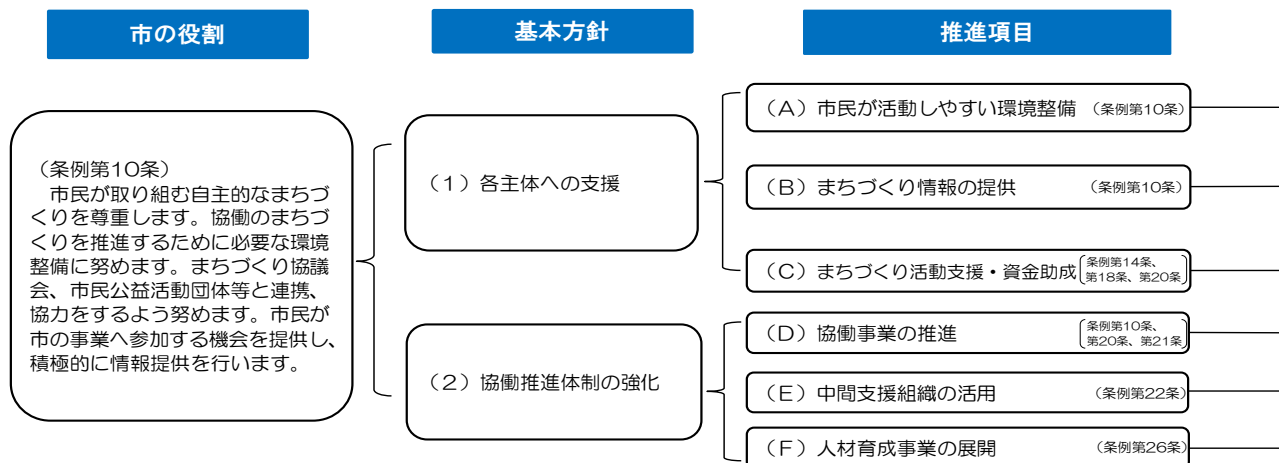 市の役割
基本方針
推進項目
（条例第10条）
　市民が取り組む自主的なまちづ
くりを尊重します。協働のまちづ
くりを推進するために必要な環境
整備に努めます。まちづくり協議
会、市民公益活動団体等と連携、
協力をするよう努めます。市民が
市の事業へ参加する機会を提供し、
積極的に情報提供を行います。
（1）各主体への支援
（2）協働推進体制の強化
（A）市民が活動しやすい環境整備　（条例第10条）
（B）まちづくり情報の提供　（条例第10条）
（C）まちづくり活動支援・資金助成
条例第14条、
第18条、第20条
（D）協働事業の推進
条例第10条、
第20条、第21条
（E）中間支援組織の活用　（条例第22条）
（F）人材育成事業の展開　（条例第26条）